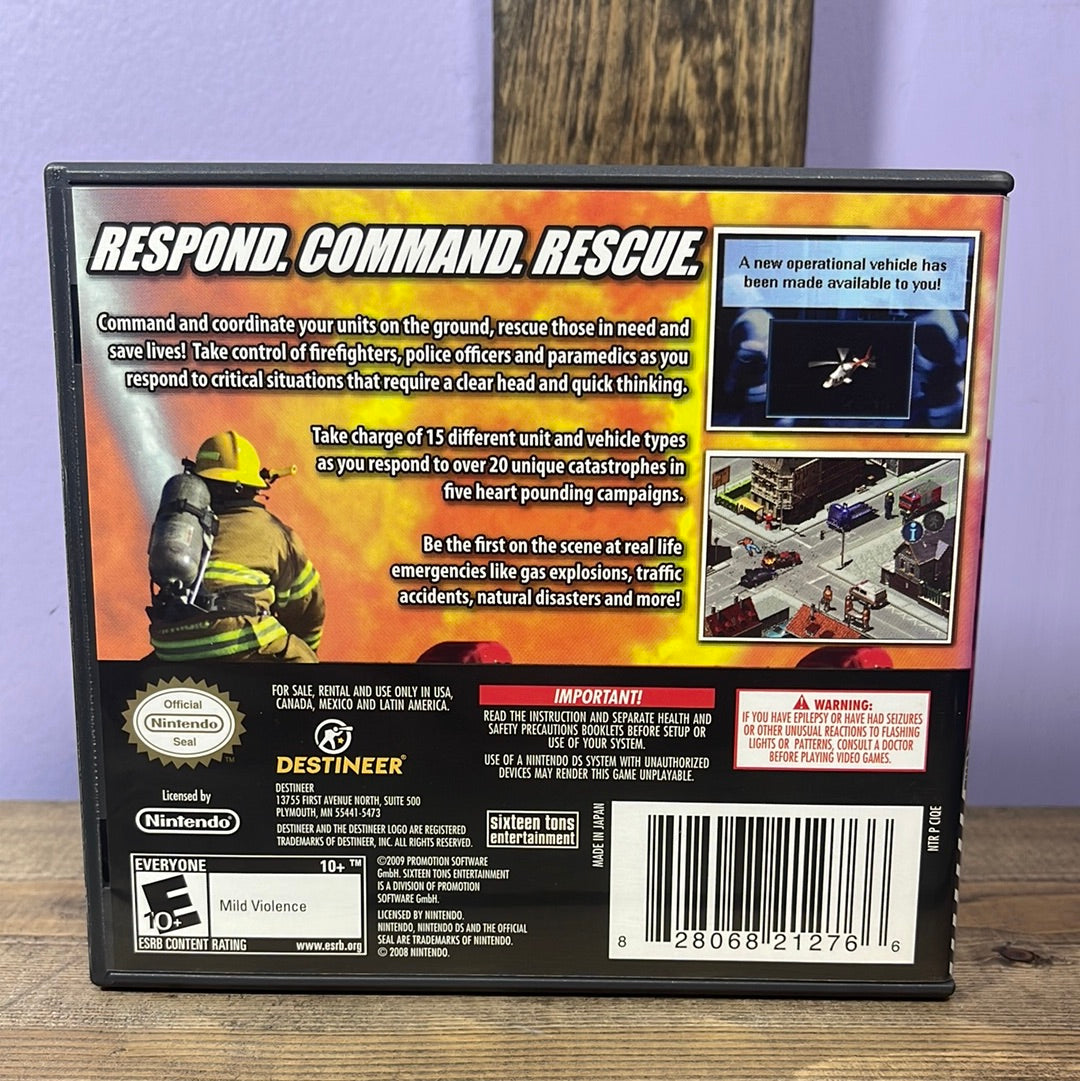 RESPOND. COMMAND. RESCUE.
Command and coordinate your units on the ground, rescue those in need and
save lives! Take control of firefighters, police officers and paramedics as you
respond to critical situations that require a clear head and quick thinking.
Take charge of 15 different unit and vehicle types
as you respond to over 20 unique catastrophes in
five heart pounding campaigns.
Be the first on the scene at real life
emergencies like gas explosions, traffic
accidents, natural disasters and more!
A new operational vehicle has
been made available to you!
i
Official
Nintendo
Seal
TM
Licensed by
Nintendo®
FOR SALE, RENTAL AND USE ONLY IN USA,
CANADA, MEXICO AND LATIN AMERICA.
DESTINEER®
DESTINEER
13755 FIRST AVENUE NORTH, SUITE 500
PLYMOUTH, MN 55441-5473
DESTINEER AND THE DESTINEER LOGO ARE REGISTERED
TRADEMARKS OF DESTINEER, INC. ALL RIGHTS RESERVED.
IMPORTANT!
READ THE INSTRUCTION AND SEPARATE HEALTH AND
SAFETY PRECAUTIONS BOOKLETS BEFORE SETUP OR
USE OF YOUR SYSTEM.
USE OF A NINTENDO DS SYSTEM WITH UNAUTHORIZED
DEVICES MAY RENDER THIS GAME UNPLAYABLE.
WARNING:
IF YOU HAVE EPILEPSY OR HAVE HAD SEIZURES
OR OTHER UNUSUAL REACTIONS TO FLASHING
LIGHTS OR PATTERNS, CONSULT A DOCTOR
BEFORE PLAYING VIDEO GAMES.
sixteen tons
entertainment
EVERYONE 10+ ™
E
10+
Mild Violence
ESRB CONTENT RATING www.esrb.org
©2009 PROMOTION SOFTWARE
GmbH. SIXTEEN TONS ENTERTAINMENT
IS A DIVISION OF PROMOTION
SOFTWARE GmbH.
LICENSED BY NINTENDO.
NINTENDO, NINTENDO DS AND THE OFFICIAL
SEAL ARE TRADEMARKS OF NINTENDO.
© 2008 NINTENDO.
MADE IN JAPAN
8 28068 21276 6
NTR P CIQE